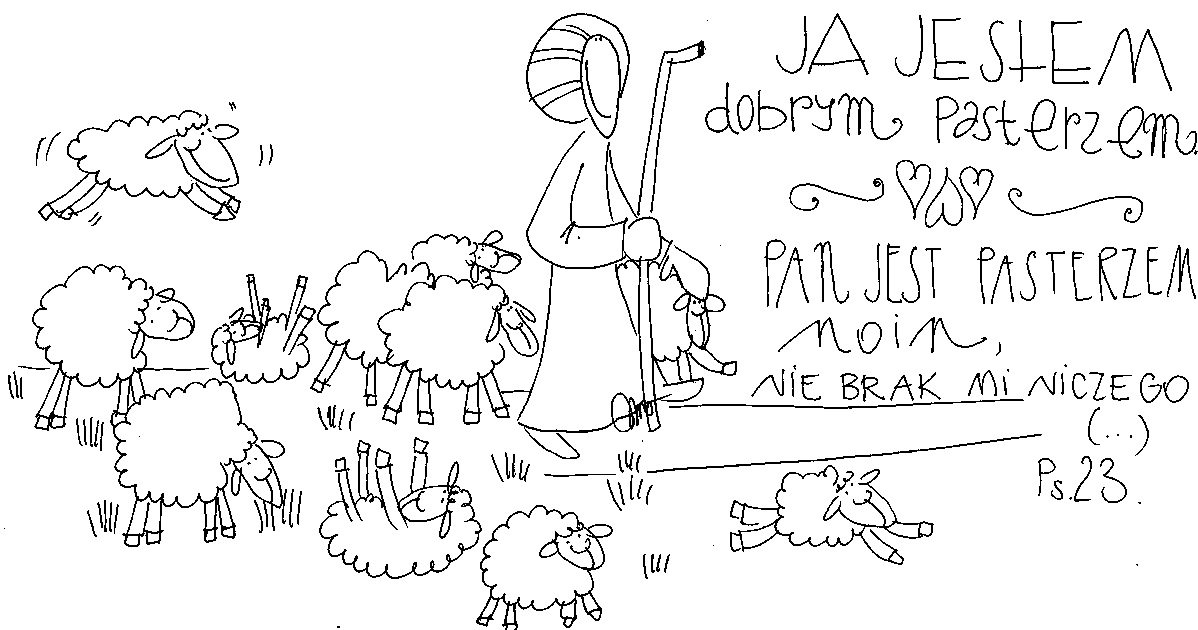 JA JESTEM
dobrym pasterzem.
PAN JEST PASTERZEM
moim,
NIE BRAK Mi NiCZEGO
(...)
Ps.23.